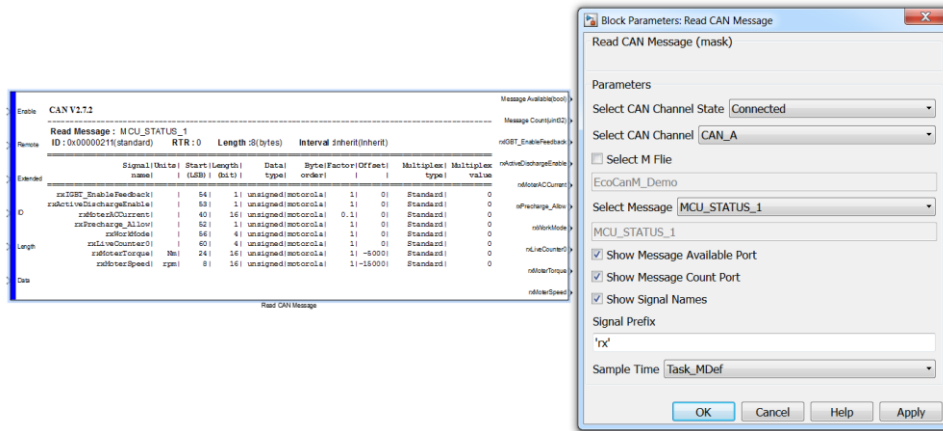 Enable
Remote
Extended
ID
Length
Data
CAN V2.7.2
Read Message : MCU_STATUS_1
ID : 0x00000211(standard) RTR : 0 Length :8(bytes) Interval :inherit(Inherit)
Signal|Units| Start|Length| Data| Byte|Factor|Offset| Multiplex| Multiplex
name| | (LSB)| (bit)| type| order| | | type| value
rxIGBT_EnableFeedback| | 54| 1| unsigned|motorola| 1| 0| Standard| 0
rxActiveDischargeEnable| | 53| 1| unsigned|motorola| 1| 0| Standard| 0
rxMoterACCurrent| | 40| 16| unsigned|motorola| 0.1| 0| Standard| 0
rxPrecharge_Allow| | 52| 1| unsigned|motorola| 1| 0| Standard| 0
rxWorkMode| | 56| 4| unsigned|motorola| 1| 0| Standard| 0
rxLiveCounter0| | 60| 4| unsigned|motorola| 1| 0| Standard| 0
rxMoterTorque| Nm| 24| 16| unsigned|motorola| 1| -5000| Standard| 0
rxMoterSpeed| rpm| 8| 16| unsigned|motorola| 1|-15000| Standard| 0
Message Available(bool)
Message Count(uint32)
rxIGBT_EnableFeedback
rxActiveDischargeEnable
rxMoterACCurrent
rxPrecharge_Allow
rxWorkMode
rxLiveCounter0
rxMoterTorque
rxMoterSpeed
Read CAN Message
Block Parameters: Read CAN Message
Read CAN Message (mask)
Parameters
Select CAN Channel State Connected
Select CAN Channel CAN_A
Select M Flie
EcoCanM_Demo
Select Message MCU_STATUS_1
MCU_STATUS_1
Show Message Available Port
Show Message Count Port
Show Signal Names
Signal Prefix
'rx'
Sample Time Task_MDef
OK Cancel Help Apply